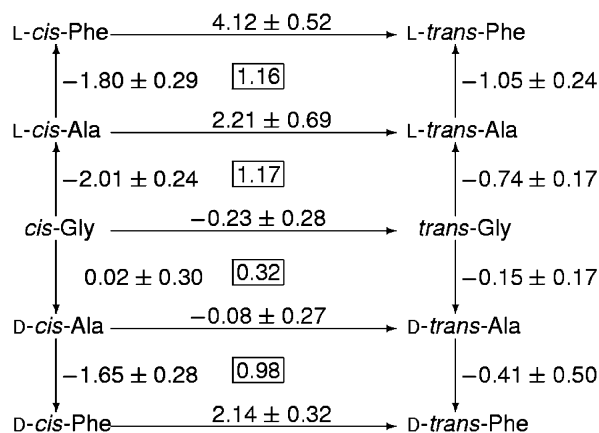 4.12 ± 0.52
L-cis-Phe L-trans-Phe
−1.80 ± 0.29 1.16 −1.05 ± 0.24
2.21 ± 0.69
L-cis-Ala L-trans-Ala
−2.01 ± 0.24 1.17 −0.74 ± 0.17
−0.23 ± 0.28
cis-Gly trans-Gly
0.02 ± 0.30 0.32 −0.15 ± 0.17
−0.08 ± 0.27
D-cis-Ala D-trans-Ala
−1.65 ± 0.28 0.98 −0.41 ± 0.50
2.14 ± 0.32
D-cis-Phe D-trans-Phe